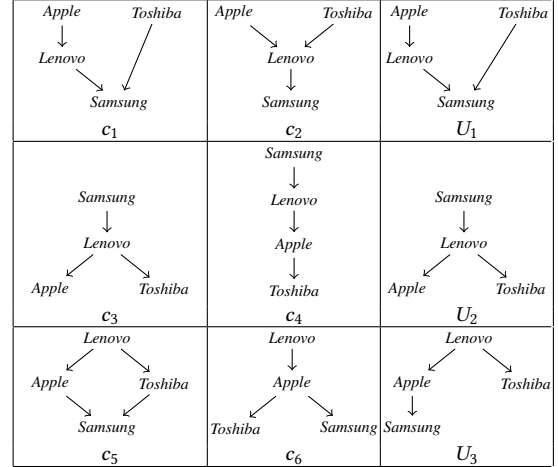 Apple Toshiba Apple Toshiba Apple Toshiba
Lenovo Lenovo Lenovo
Samsung Samsung Samsung
c1 c2 U1
Samsung
Samsung Lenovo Samsung
Lenovo Apple Lenovo
Apple Toshiba Toshiba Apple Toshiba
c3 c4 U2
Lenovo Lenovo Lenovo
Apple Toshiba Apple Apple Toshiba
Samsung Toshiba Samsung Samsung
c5 c6 U3